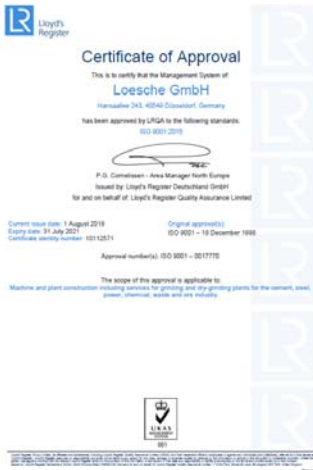 LR
Lloyd's
Register
Certificate of Approval
This is to certify that the Management System of:
Loesche GmbH
Hansaallee 243, 40549 Düsseldorf, Germany
has been approved by LRQA to the following standards:
ISO 9001:2015
P.G. Cornelissen - Area Manager North Europe
Issued by: Lloyd's Register Deutschland GmbH
for and on behalf of: Lloyd's Register Quality Assurance Limited
Current issue date: 1 August 2018
Expiry date: 31 July 2021
Certificate identity number: 10112571
Original approval(s):
ISO 9001 – 18 December 1998
Approval number(s): ISO 9001 – 0017770
The scope of this approval is applicable to:
Machine and plant construction including services for grinding and dry-grinding plants for the cement, steel,
power, chemical, waste and ore industry.
UKAS
MANAGEMENT
SYSTEMS
001